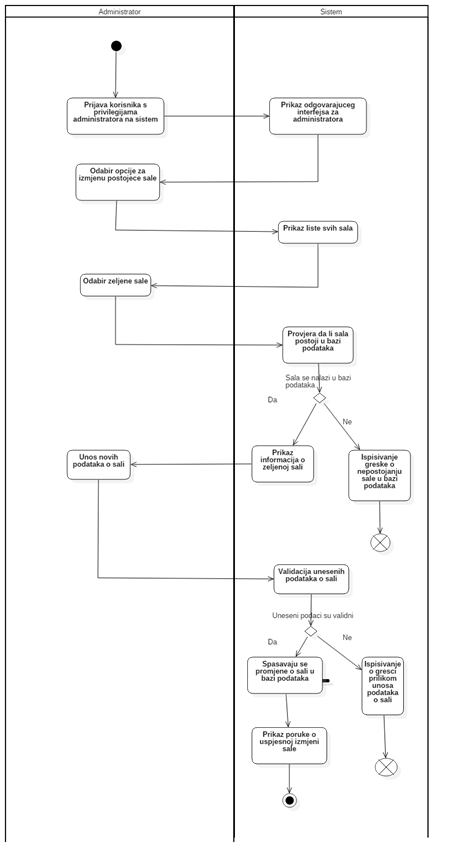 Administrator
Sistem
Prijava korisnika s
privilegijama
administratora na sistem
Prikaz odgovarajuceg
interfejsa za
administratora
Odabir opcije za
izmjenu postojece sale
Prikaz liste svih sala
Odabir zeljene sale
Provjera da li sala
postoji u bazi
podataka
Sala se nalazi u bazi
podataka
Da
Ne
Unos novih
podataka o sali
Prikaz
informacija o
zeljenoj sali
Ispisivanje
greske o
nepostojanju
sale u bazi
podataka
Validacija unesenih
podataka o sali
Uneseni podaci su validni
Da
Ne
Spasavaju se
promjene o sali u
bazi podataka
Ispisivanje
o gresci
prilikom
unosa
podataka
o sali
Prikaz poruke o
uspjesnoj izmjeni
sale